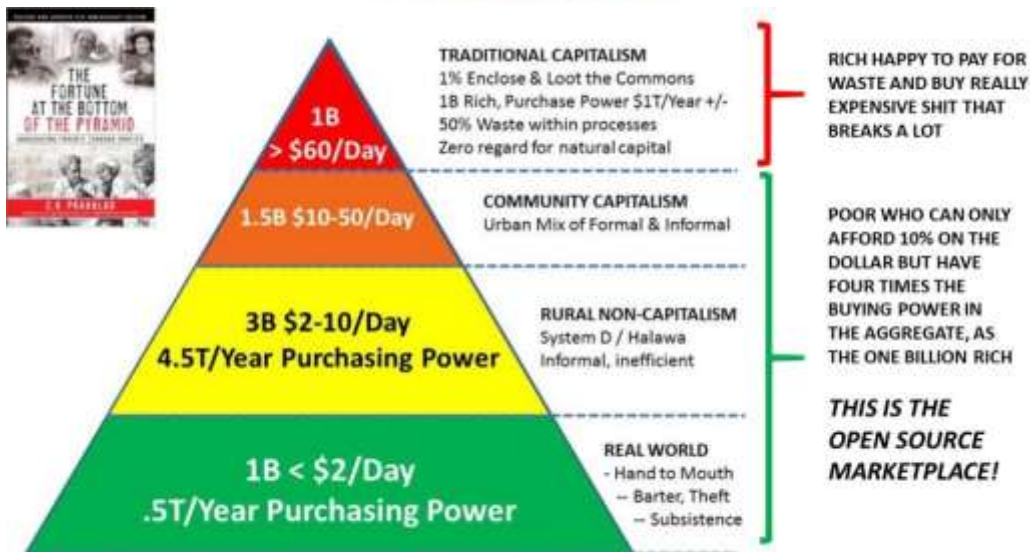 THE
FORTUNE
AT THE BOTTOM
OF THE PYRAMID
C.K. PRAHALAD
1B
> $60/Day
1.5B $10-50/Day
3B $2-10/Day
4.5T/Year Purchasing Power
1B < $2/Day
.5T/Year Purchasing Power
TRADITIONAL CAPITALISM
1% Enclose & Loot the Commons
1B Rich, Purchase Power $1T/Year +/-
50% Waste within processes
Zero regard for natural capital
COMMUNITY CAPITALISM
Urban Mix of Formal & Informal
RURAL NON-CAPITALISM
System D / Halawa
Informal, inefficient
REAL WORLD
- Hand to Mouth
-- Barter, Theft
-- Subsistence
RICH HAPPY TO PAY FOR
WASTE AND BUY REALLY
EXPENSIVE SHIT THAT
BREAKS A LOT
POOR WHO CAN ONLY
AFFORD 10% ON THE
DOLLAR BUT HAVE
FOUR TIMES THE
BUYING POWER IN
THE AGGREGATE, AS
THE ONE BILLION RICH
THIS IS THE
OPEN SOURCE
MARKETPLACE!